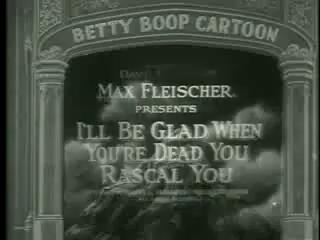 BETTY BOOP CARTOON
MAX FLEISCHER
PRESENTS
I'LL BE GLAD WHEN
YOU'RE DEAD YOU
RASCAL YOU